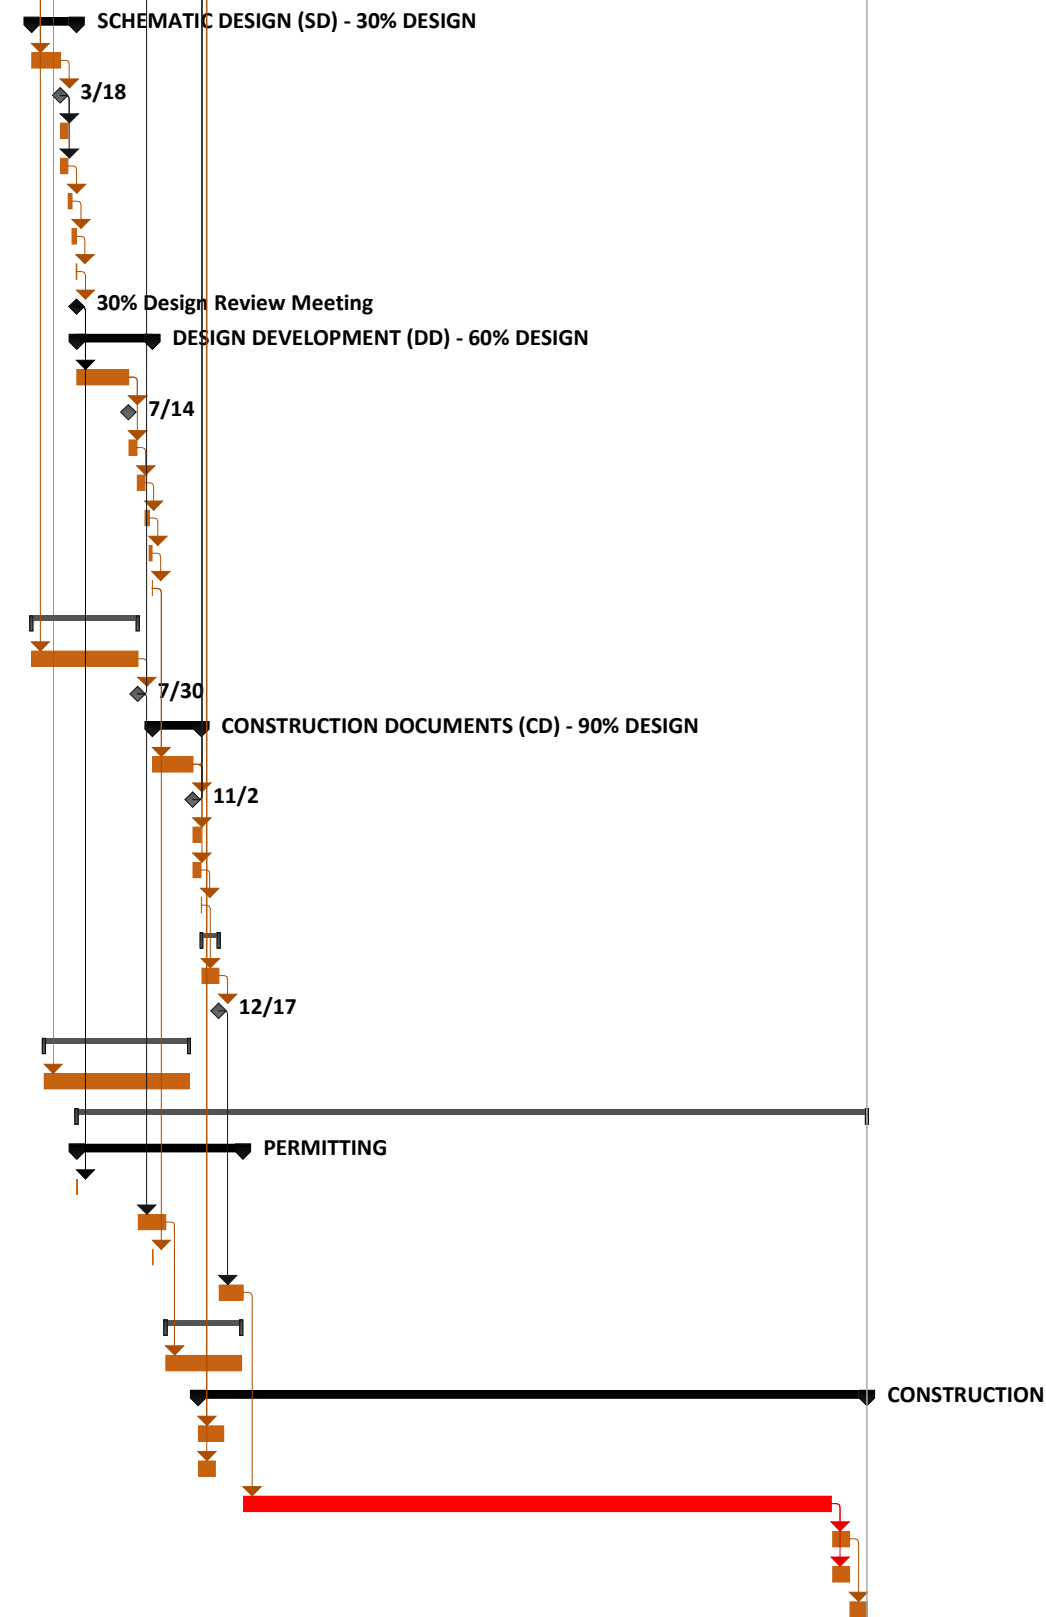 SCHEMATIC DESIGN (SD) - 30% DESIGN
3/18
30% Design Review Meeting
DESIGN DEVELOPMENT (DD) - 60% DESIGN
7/14
7/30
CONSTRUCTION DOCUMENTS (CD) - 90% DESIGN
11/2
12/17
PERMITTING
CONSTRUCTION